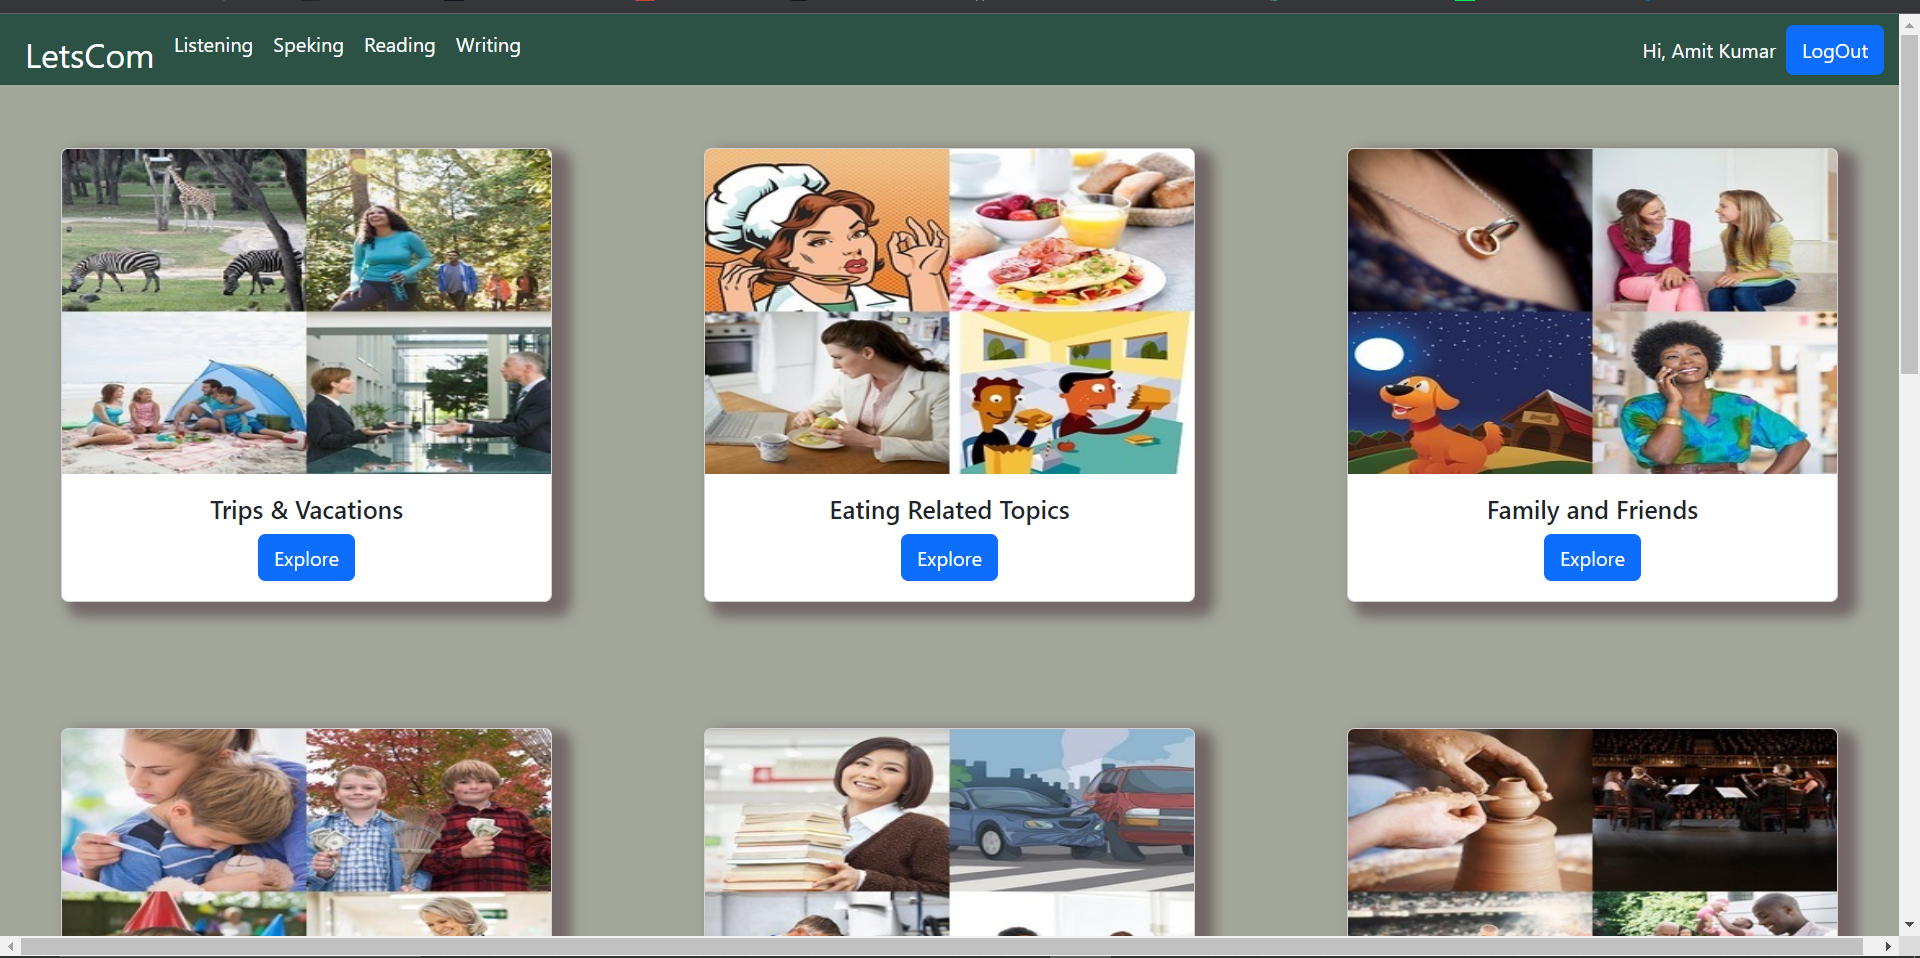 LetsCom Listening Speking Reading Writing Hi, Amit Kumar LogOut
Trips & Vacations
Explore
Eating Related Topics
Explore
Family and Friends
Explore